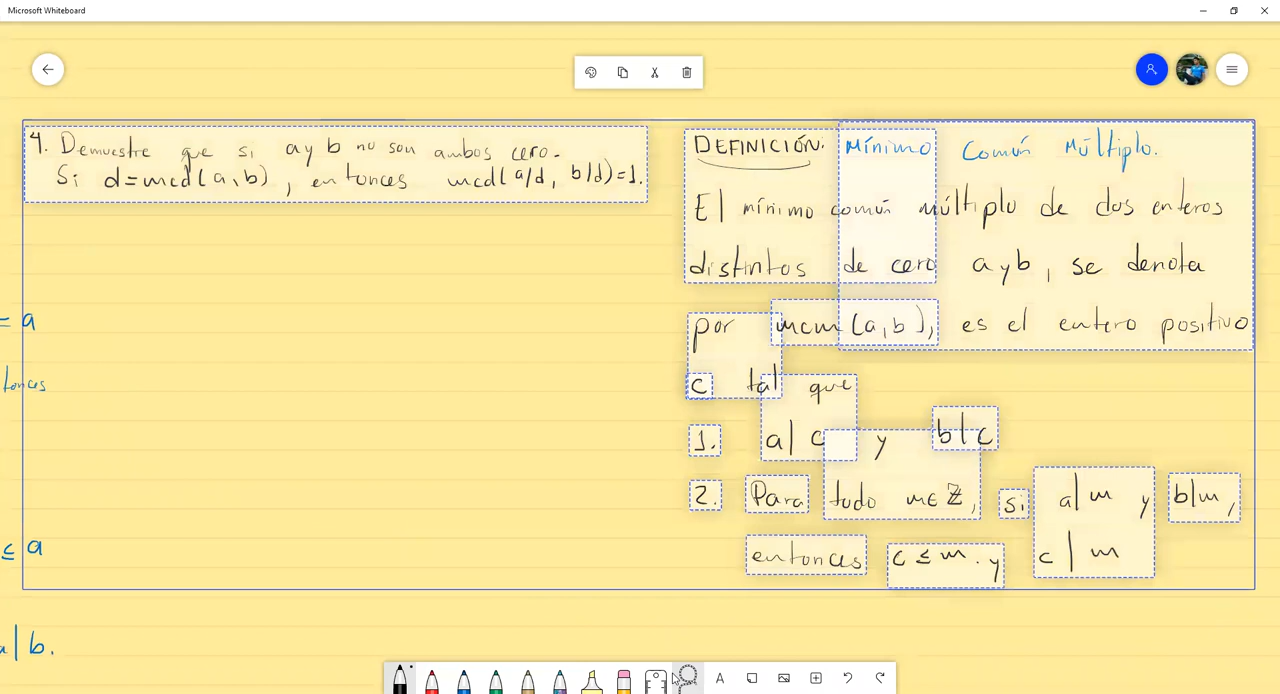 Microsoft Whiteboard
4. Demuestre que si a y b no son ambos cero.
Si d=mcd(a,b), entonces mcd(a/d, b/d)=1.
= a
tonces
≤ a
a|b.
DEFINICIÓN: Mínimo Común Múltiplo.
El mínimo común múltiplo de dos enteros
distintos de cero a y b, se denota
por mcm(a,b), es el entero positivo
c tal que
1. a|c y b|c
2. Para todo m∈ℤ, si a|m y b|m,
entonces c ≤ m. y c|m
A